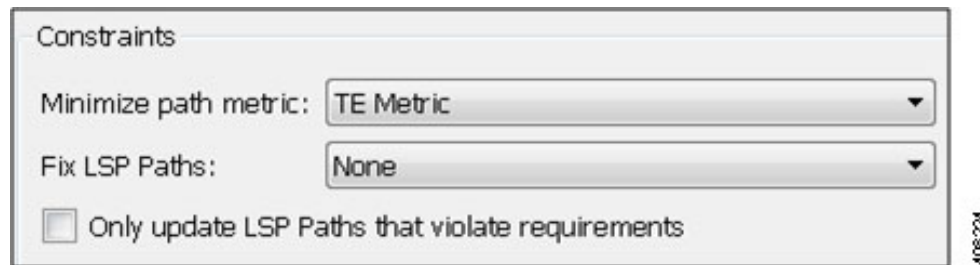 Constraints
Minimize path metric: TE Metric
Fix LSP Paths: None
Only update LSP Paths that violate requirements